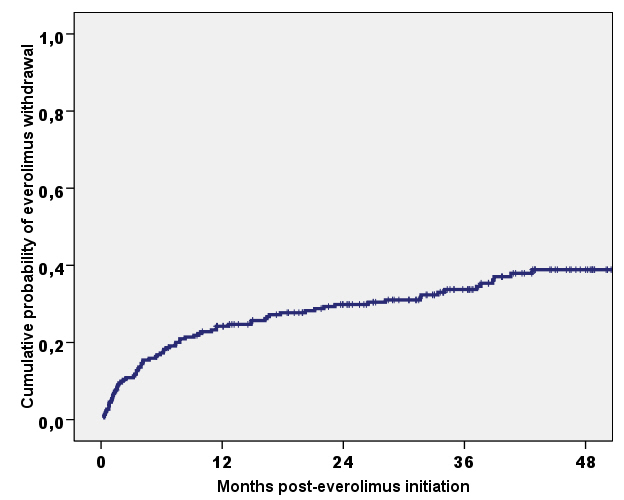 Cumulative probability of everolimus withdrawal
1,0
0,8
0,6
0,4
0,2
0,0
0 12 24 36 48
Months post-everolimus initiation